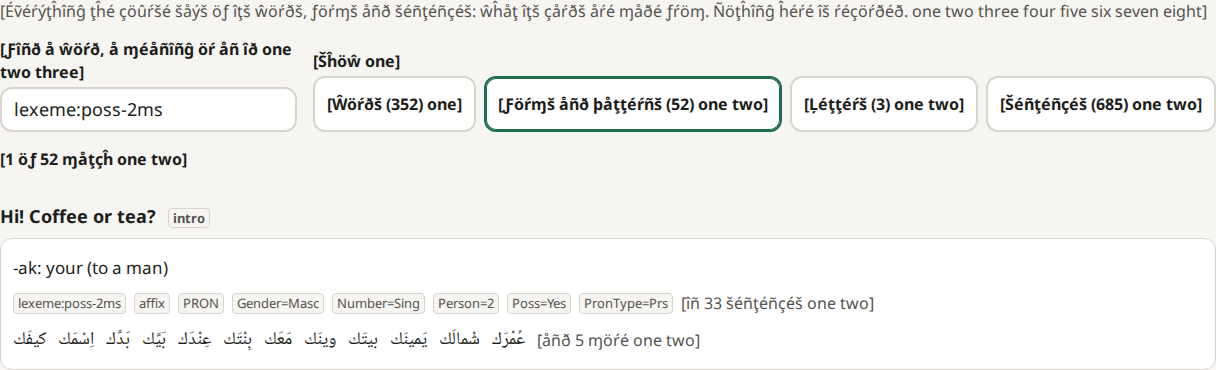 [Éṽéŕýţĥîñĝ ţĥé çöûŕšé šåýš öƒ îţš ŵöŕðš, ƒöŕɱš åñð šéñţéñçéš: ŵĥåţ îţš çåŕðš åŕé ɱåðé ƒŕöɱ. Ñöţĥîñĝ ĥéŕé îš ŕéçöŕðéð. one two three four five six seven eight]
[Ƒîñð å ŵöŕð, å ɱéåñîñĝ öŕ åñ îð one two three]
lexeme:poss-2ms
[Šĥöŵ one]
[Ŵöŕðš (352) one]
[Ƒöŕɱš åñð þåţţéŕñš (52) one two]
[Ļéţţéŕš (3) one two]
[Šéñţéñçéš (685) one two]
[1 öƒ 52 ɱåţçĥ one two]
Hi! Coffee or tea? intro
-ak: your (to a man)
lexeme:poss-2ms affix PRON Gender=Masc Number=Sing Person=2 Poss=Yes PronType=Prs [îñ 33 šéñţéñçéš one two]
كيفَك اِسْمَك بَدَّك بَيَّك عِنْدَك بِنْتَك مَعَك وينَك بيتَك يَمينَك شْمالَك عُمْرَك [åñð 5 ɱöŕé one two]